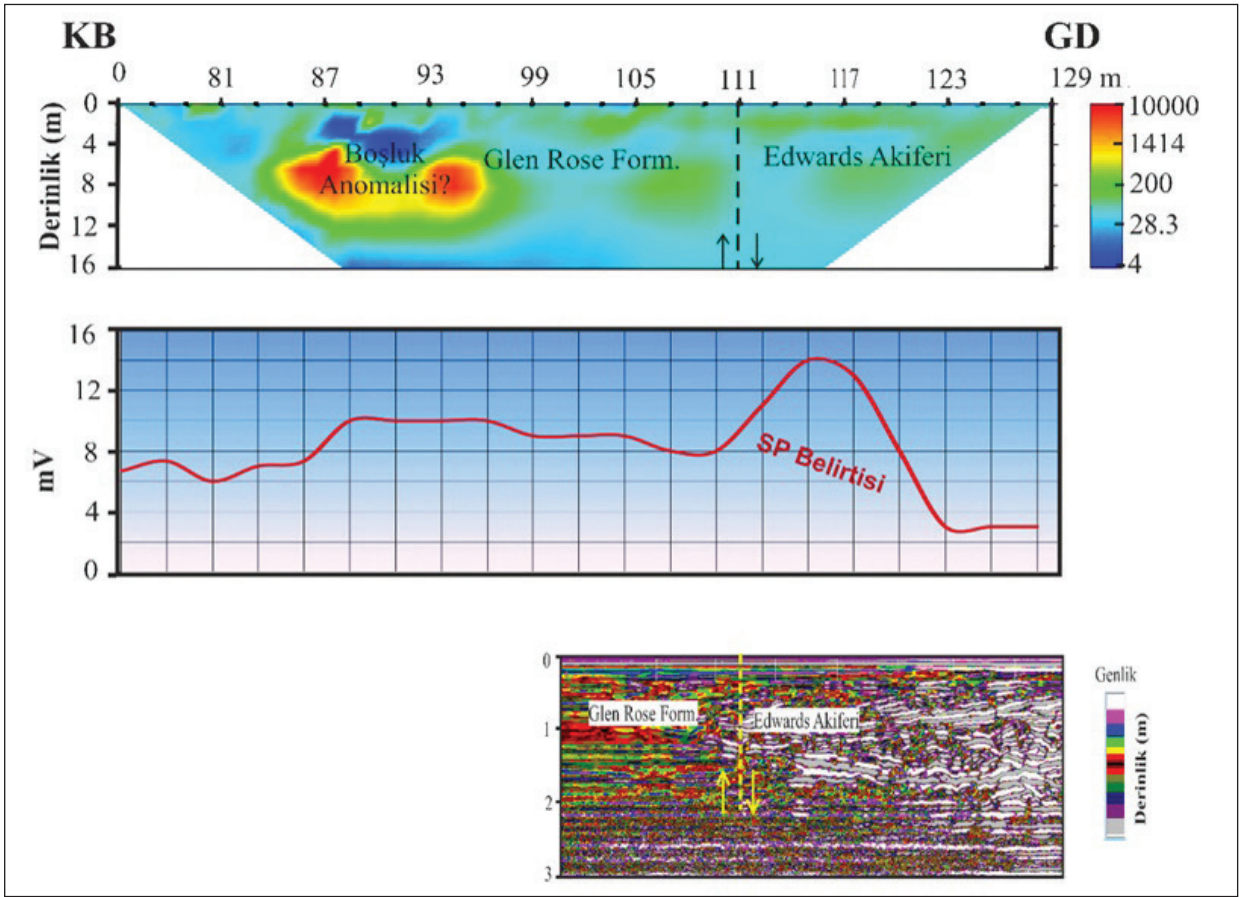 KB GD
0 81 87 93 99 105 111 117 123 129 m
Derinlik (m)
0
4
8
12
16
Boşluk
Anomalisi?
Glen Rose Form.
Edwards Akiferi
10000
1414
200
28.3
4
mV
16
12
8
4
0
SP Belirtisi
0
1
2
3
Glen Rose Form.
Edwards Akiferi
Genlik
Derinlik (m)